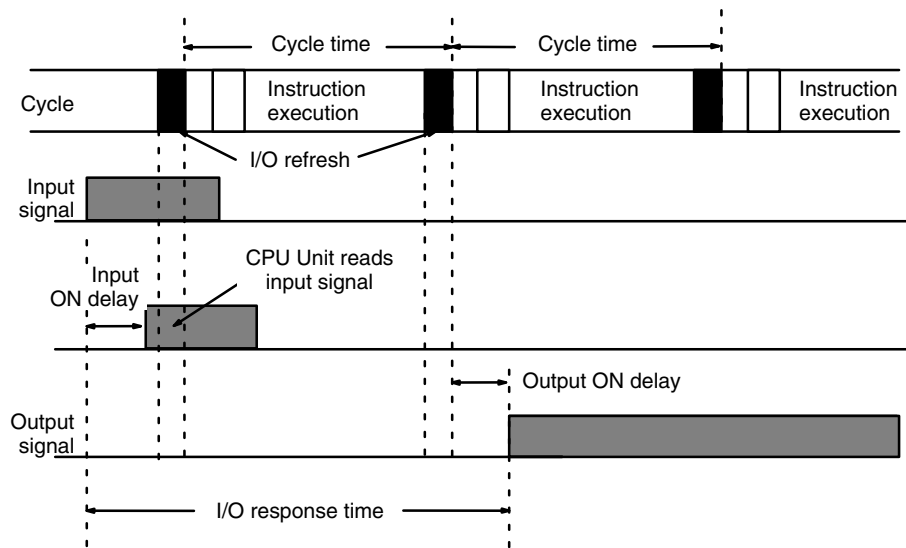 Cycle time
Cycle time
Cycle
Instruction
execution
Instruction
execution
Instruction
execution
I/O refresh
Input
signal
CPU Unit reads
input signal
Input
ON delay
Output ON delay
Output
signal
I/O response time